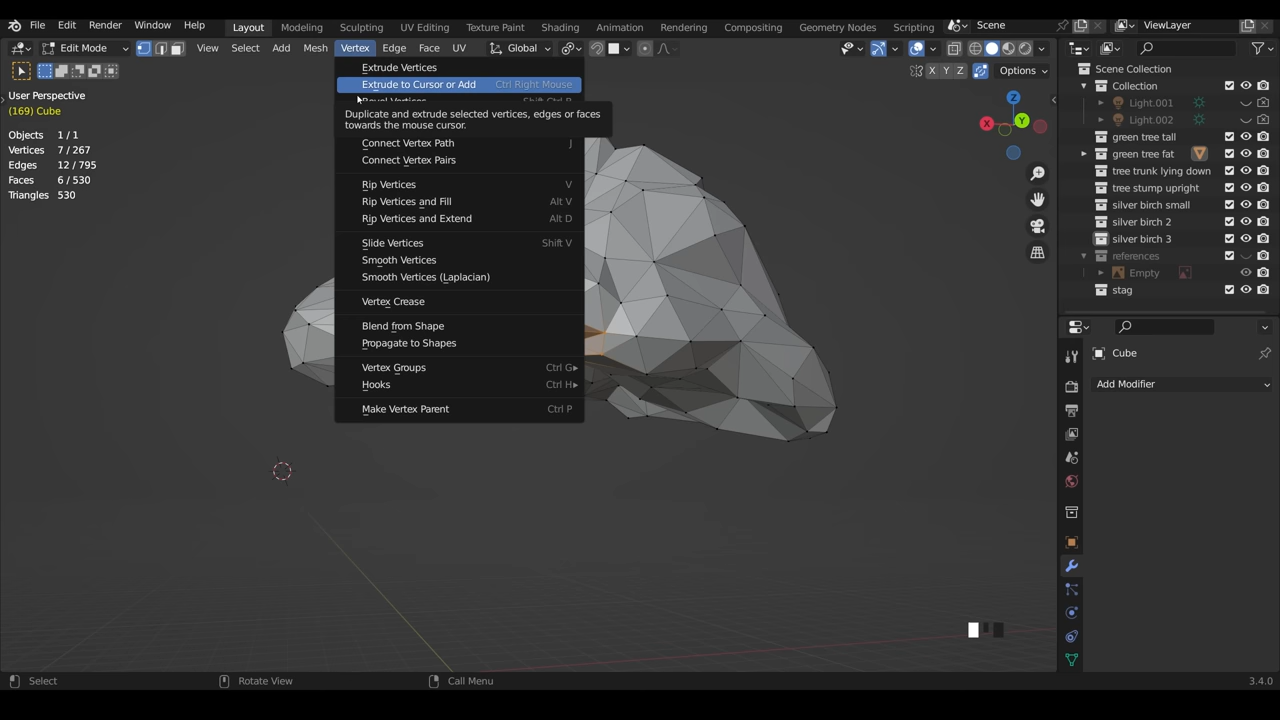 File Edit Render Window Help Layout Modeling Sculpting UV Editing Texture Paint Shading Animation Rendering Compositing Geometry Nodes Scripting Scene ViewLayer
Edit Mode View Select Add Mesh Vertex Edge Face UV Global
X Y Z Options
User Perspective
(169) Cube
Objects 1 / 1
Vertices 7 / 267
Edges 12 / 795
Faces 6 / 530
Triangles 530
Extrude Vertices
Extrude to Cursor or Add Ctrl Right Mouse
Bevel Vertices Shift Ctrl B
Duplicate and extrude selected vertices, edges or faces
towards the mouse cursor.
Connect Vertex Path J
Connect Vertex Pairs
Rip Vertices V
Rip Vertices and Fill Alt V
Rip Vertices and Extend Alt D
Slide Vertices Shift V
Smooth Vertices
Smooth Vertices (Laplacian)
Vertex Crease
Blend from Shape
Propagate to Shapes
Vertex Groups Ctrl G
Hooks Ctrl H
Make Vertex Parent Ctrl P
Z
X Y
Scene Collection
Collection
Light.001
Light.002
green tree tall
green tree fat
tree trunk lying down
tree stump upright
silver birch small
silver birch 2
silver birch 3
references
Empty
stag
Cube
Add Modifier
Select Rotate View Call Menu 3.4.0